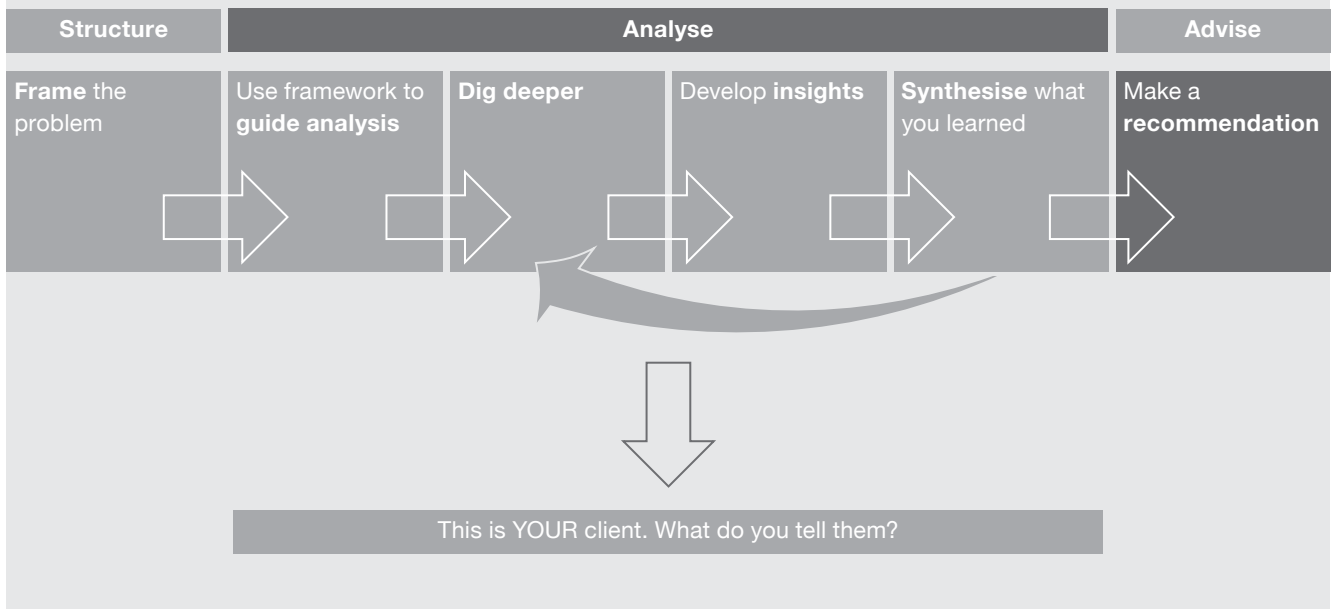 Structure
Analyse
Advise
Frame the
problem
Use framework to
guide analysis
Dig deeper
Develop insights
Synthesise what
you learned
Make a
recommendation
This is YOUR client. What do you tell them?